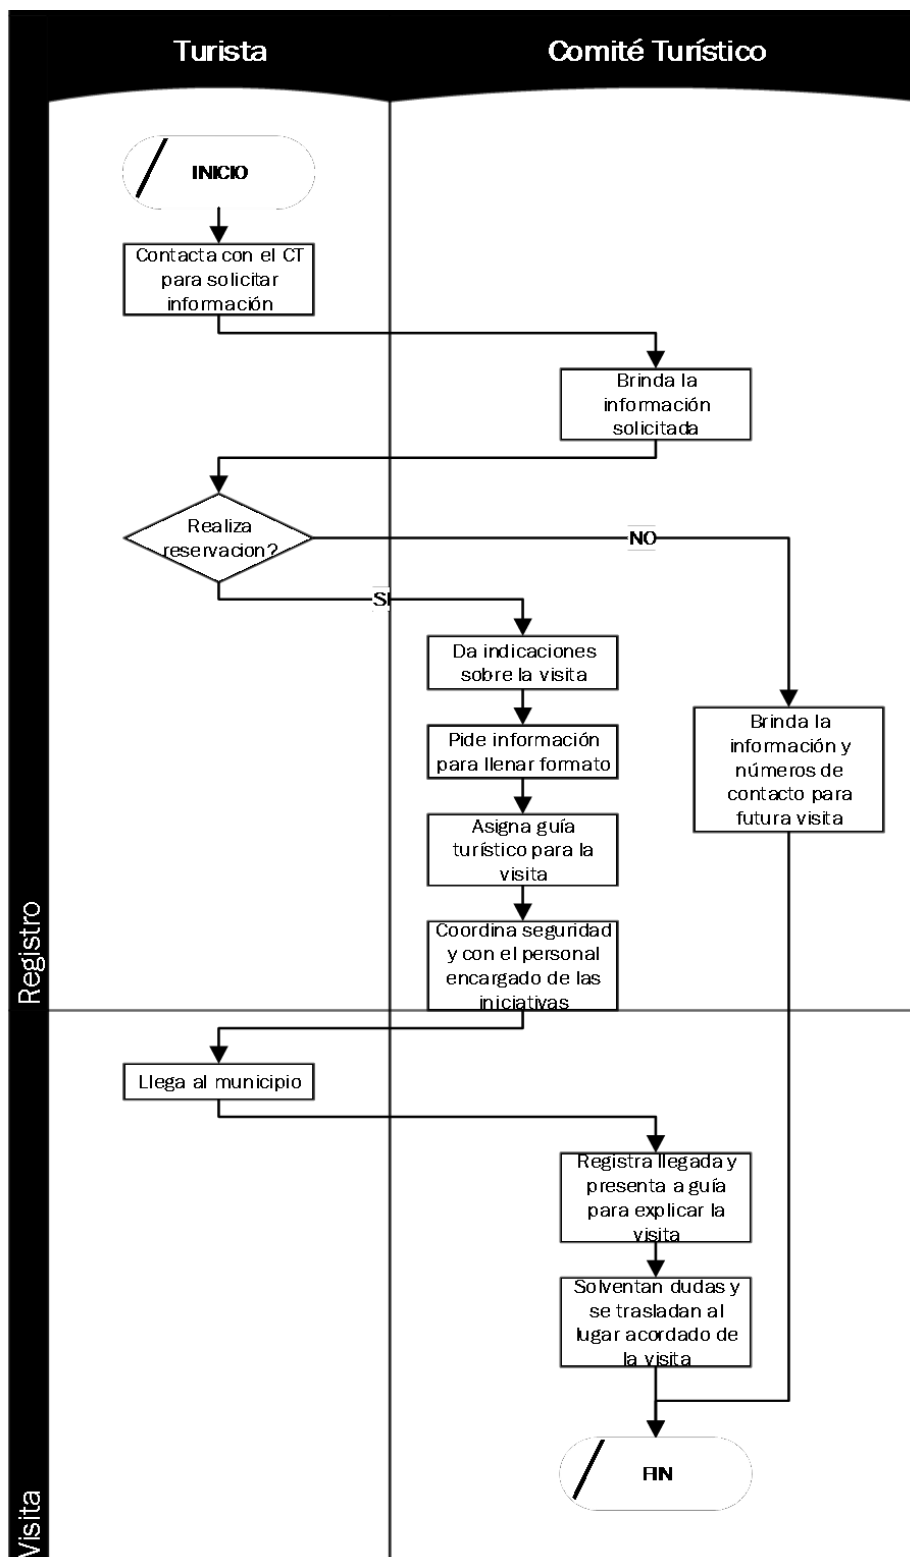 Turista
Comité Turístico
INICIO
Contacta con el CT
para solicitar
información
Brinda la
información
solicitada
Realiza
reservacion?
NO
SI
Da indicaciones
sobre la visita
Pide información
para llenar formato
Brinda la
información y
números de
contacto para
futura visita
Asigna guía
turístico para la
visita
Coordina seguridad
y con el personal
encargado de las
iniciativas
Registro
Llega al municipio
Registra llegada y
presenta a guía
para explicar la
visita
Solventan dudas y
se trasladan al
lugar acordado de
la visita
FIN
Visita